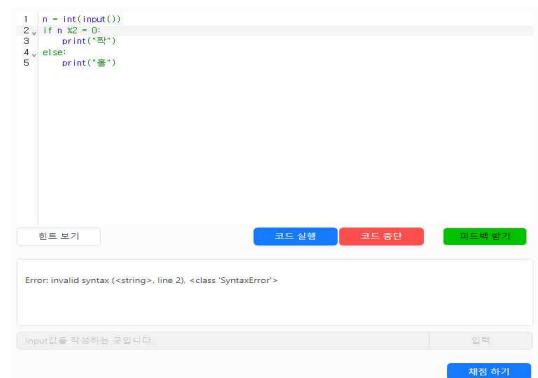 1 n = int(input())
2 if n %2 = 0:
3 print("짝")
4 else:
5 print("홀")
힌트 보기
코드 실행
코드 중단
피드백 받기
Error: invalid syntax (<string>, line 2), <class 'SyntaxError'>
Input값을 작성하는 곳입니다.
입력
채점 하기